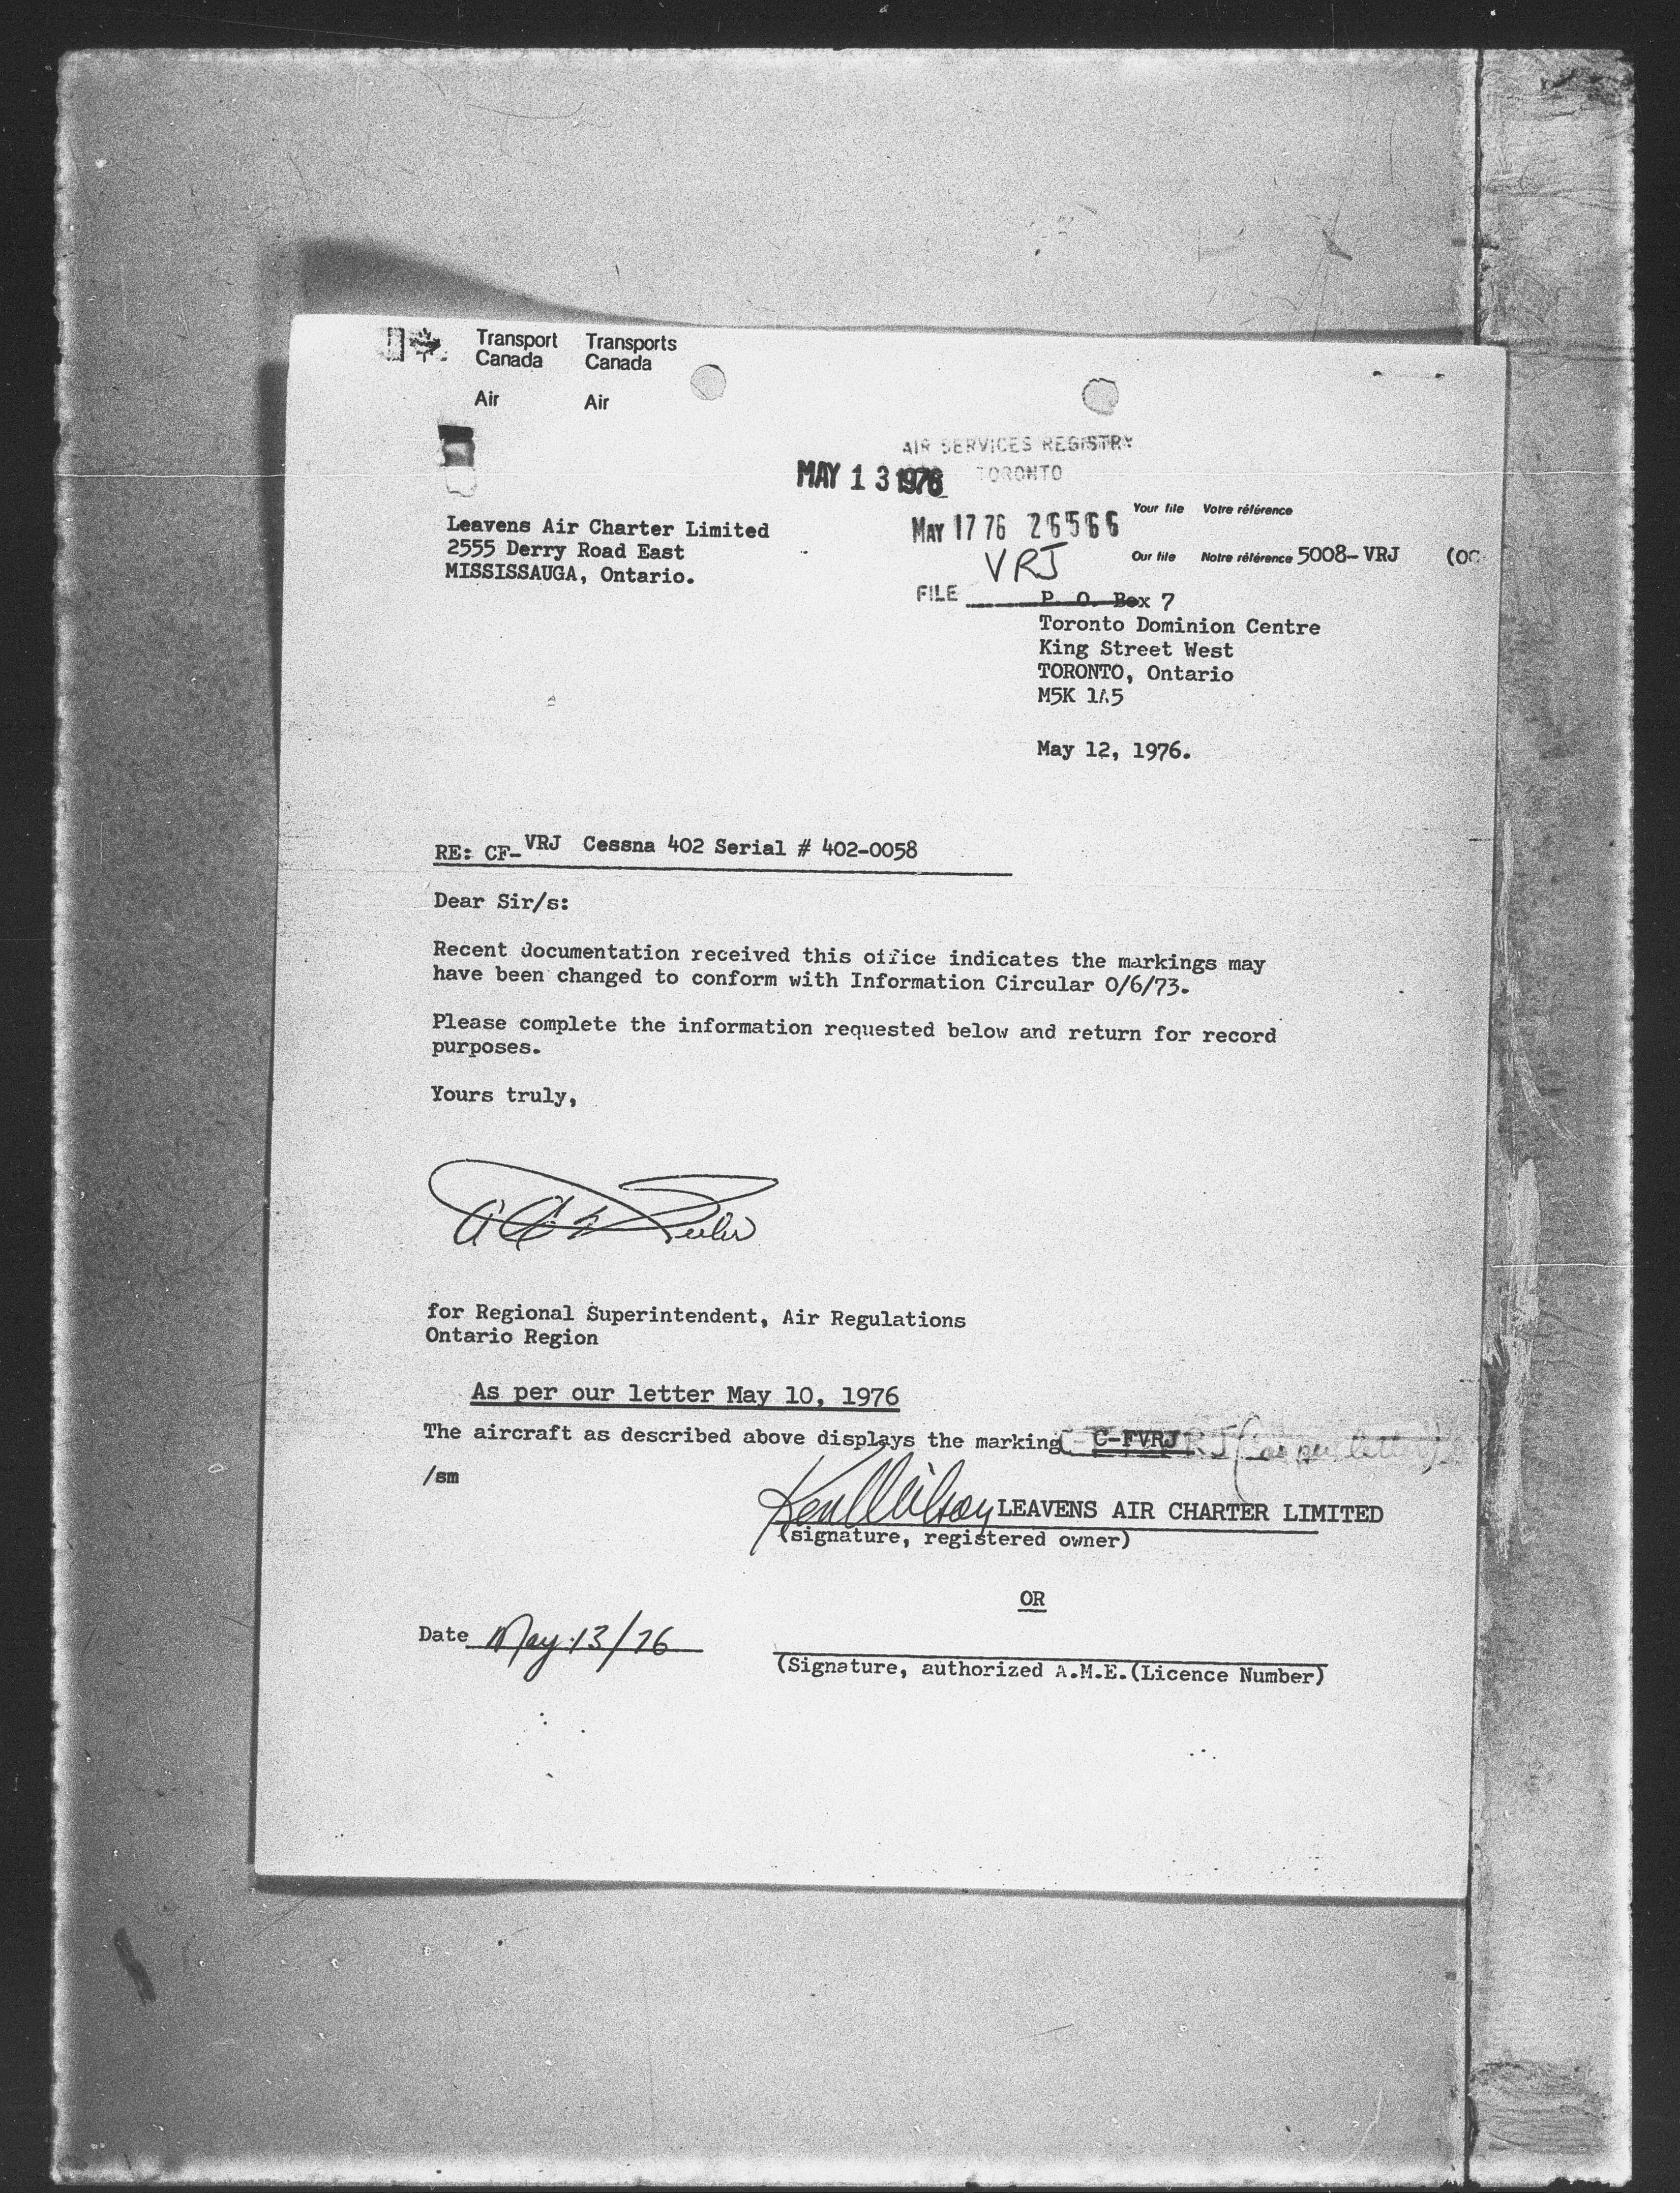 Transport Canada
Transports Canada
Air
Air
AIR SERVICES REGISTRY
TORONTO
MAY 13 1976
MAY 17 76 26566
Your file Votre référence
Our file Notre référence 5008-VRJ (OC
VRJ
FILE
Leavens Air Charter Limited
2555 Derry Road East
MISSISSAUGA, Ontario.
P. O. Box 7
Toronto Dominion Centre
King Street West
TORONTO, Ontario
M5K 1A5
May 12, 1976.
RE: CF-VRJ Cessna 402 Serial # 402-0058
Dear Sir/s:
Recent documentation received this office indicates the markings may
have been changed to conform with Information Circular 0/6/73.
Please complete the information requested below and return for record
purposes.
Yours truly,
for Regional Superintendent, Air Regulations
Ontario Region
As per our letter May 10, 1976
The aircraft as described above displays the marking C-FVRJ (as per letter)
/sm
Ken Wilson LEAVENS AIR CHARTER LIMITED
(signature, registered owner)
OR
Date May 13/76
(Signature, authorized A.M.E.(Licence Number)